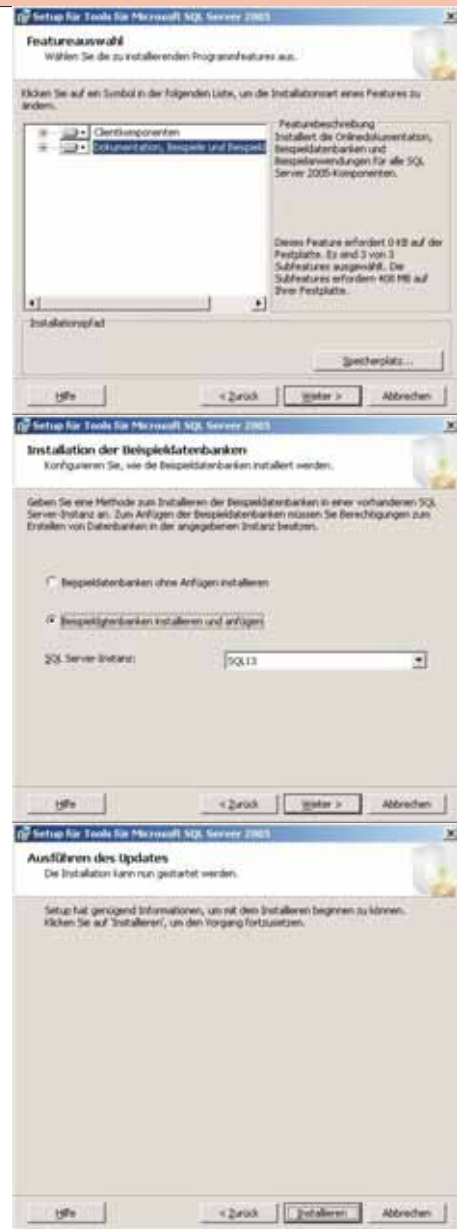 Setup für Tools für Microsoft SQL Server 2005
Featureauswahl
Wählen Sie die zu installierenden Programmfeatures aus.
Klicken Sie auf ein Symbol in der folgenden Liste, um die Installationsart eines Features zu
ändern.
Clientkomponenten
Dokumentation, Beispiele und Beispield
Featurebeschreibung
Installiert die Onlinedokumentation,
Beispieldatenbanken und
Beispielanwendungen für alle SQL
Server 2005-Komponenten.
Dieses Feature erfordert 0 KB auf der
Festplatte. Es sind 3 von 3
Subfeatures ausgewählt. Die
Subfeatures erfordern 408 MB auf
Ihrer Festplatte.
Installationspfad
Speicherplatz...
Hilfe
< Zurück
Weiter >
Abbrechen
Setup für Tools für Microsoft SQL Server 2005
Installation der Beispieldatenbanken
Konfigurieren Sie, wie die Beispieldatenbanken installiert werden.
Geben Sie eine Methode zum Installieren der Beispieldatenbanken in einer vorhandenen SQL
Server-Instanz an. Zum Anfügen der Beispieldatenbanken müssen Sie Berechtigungen zum
Erstellen von Datenbanken in der angegebenen Instanz besitzen.
Beispieldatenbanken ohne Anfügen installieren
Beispieldatenbanken installieren und anfügen
SQL Server-Instanz:
SQL13
Hilfe
< Zurück
Weiter >
Abbrechen
Setup für Tools für Microsoft SQL Server 2005
Ausführen des Updates
Die Installation kann nun gestartet werden.
Setup hat genügend Informationen, um mit dem Installieren beginnen zu können.
Klicken Sie auf 'Installieren', um den Vorgang fortzusetzen.
Hilfe
< Zurück
Installieren
Abbrechen